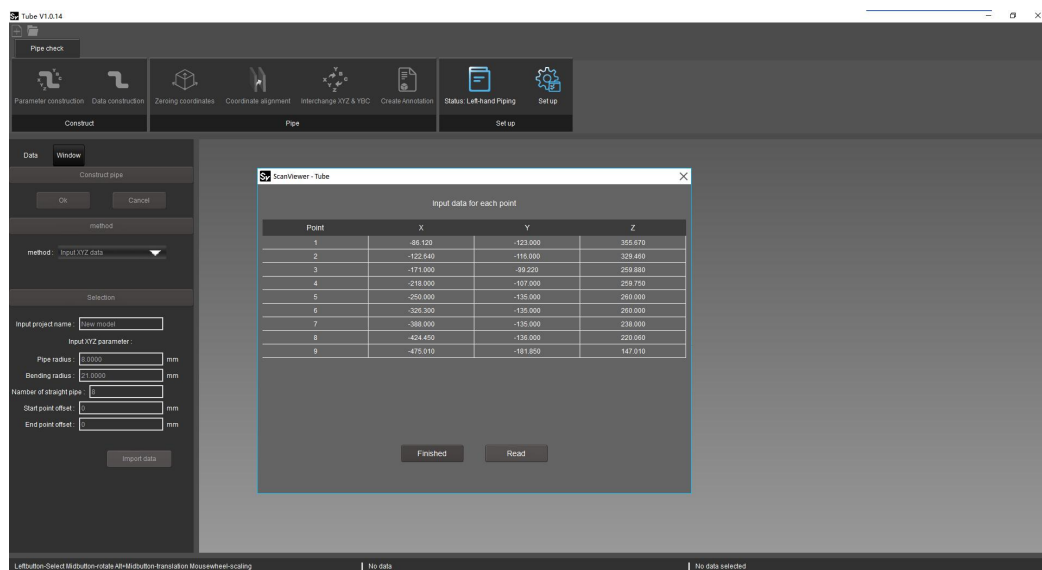 Tube V1.0.14
Pipe check
Parameter construction Data construction Zeroing coordinates Coordinate alignment Interchange XYZ & YBC Create Annotation Status: Left-hand Piping Set up
Construct Pipe Set up
Data Window
Construct pipe
Ok Cancel
method
method : Input XYZ data
Selection
Input project name : New model
Input XYZ parameter :
Pipe radius : 8.0000 mm
Bending radius : 21.0000 mm
Namber of straight pipe : 8
Start point offset : 0 mm
End point offset : 0 mm
Import data
ScanViewer - Tube
Input data for each point
Point X Y Z
1 -86.120 -123.000 355.670
2 -122.640 -116.000 329.460
3 -171.000 -99.220 259.880
4 -218.000 -107.000 259.750
5 -250.000 -135.000 260.000
6 -326.300 -135.000 260.000
7 -388.000 -135.000 238.000
8 -424.450 -136.000 220.060
9 -475.010 -181.850 147.010
Finished Read
Leftbutton-Select Midbutton-rotate Alt+Midbutton-translation Mousewheel-scaling No data No data selected